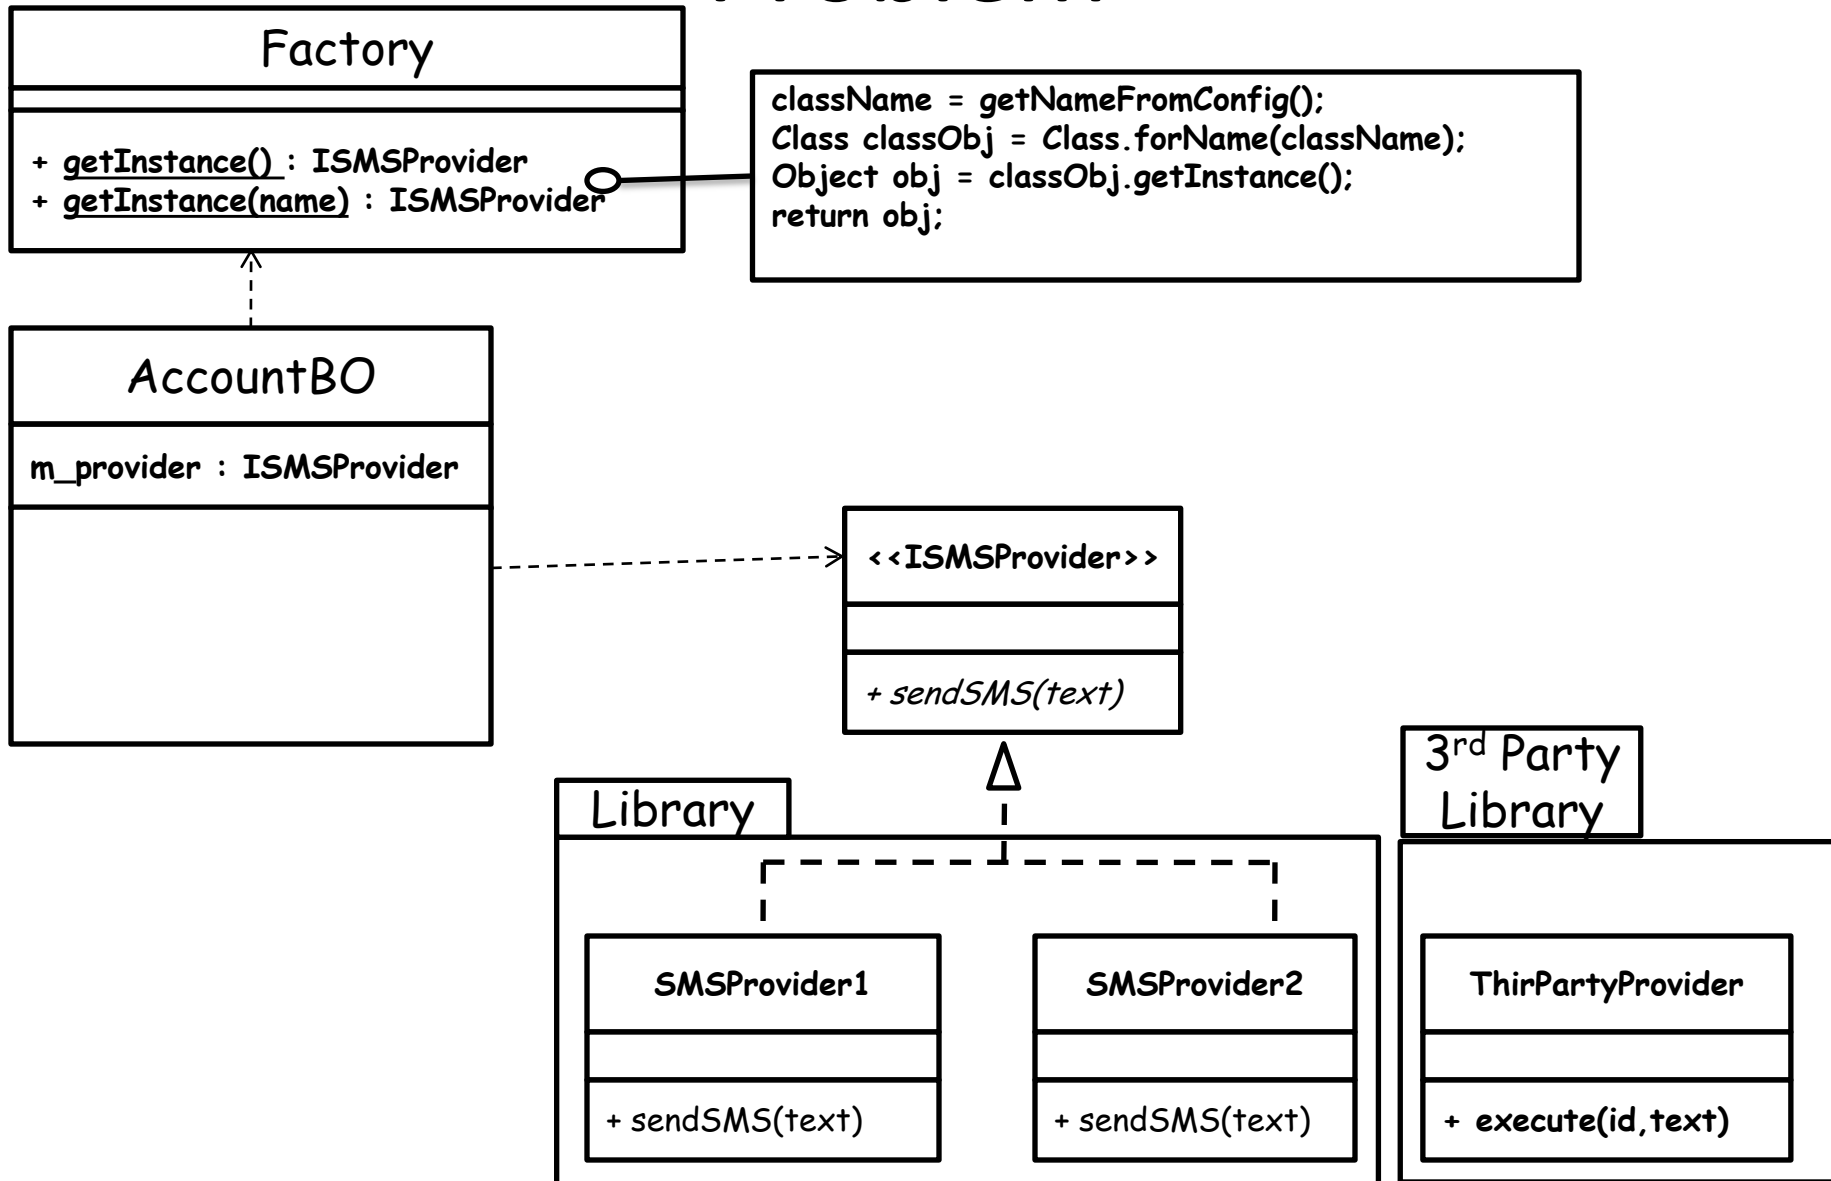 Problem
Factory
+ getInstance() : ISMSProvider
+ getInstance(name) : ISMSProvider
className = getNameFromConfig();
Class classObj = Class.forName(className);
Object obj = classObj.getInstance();
return obj;
AccountBO
m_provider : ISMSProvider
<<ISMSProvider>>
+ sendSMS(text)
Library
SMSProvider1
+ sendSMS(text)
SMSProvider2
+ sendSMS(text)
3rd Party
Library
ThirPartyProvider
+ execute(id,text)